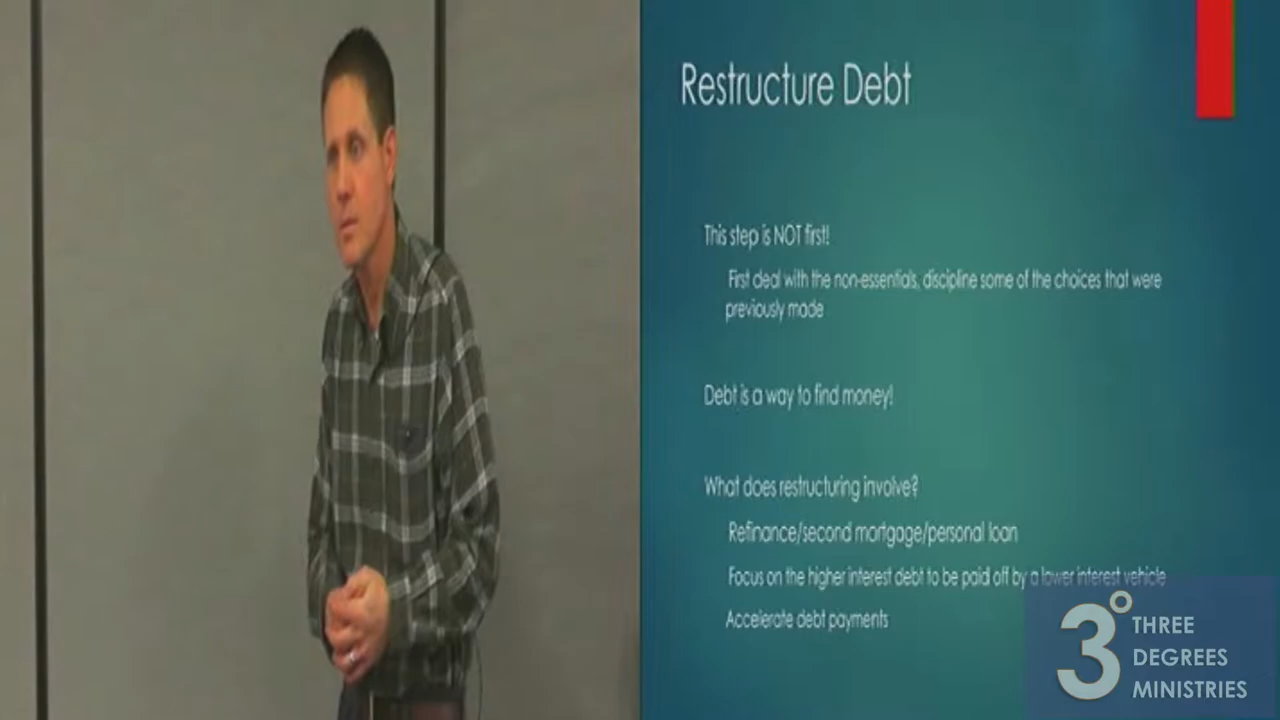 Restructure Debt
This step is NOT first!
First deal with the non-essentials, discipline some of the choices that were
previously made
Debt is a way to find money!
What does restructuring involve?
Refinance/second mortgage/personal loan
Focus on the higher interest debt to be paid off by a lower interest vehicle
Accelerate debt payments
3°
THREE
DEGREES
MINISTRIES